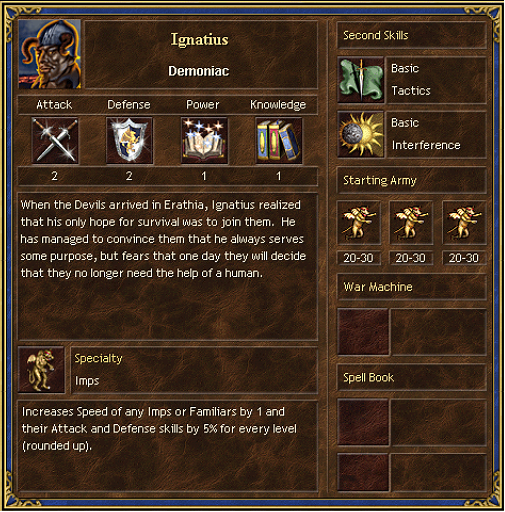 Ignatius
Demoniac
Attack Defense Power Knowledge
2 2 1 1
When the Devils arrived in Erathia, Ignatius realized
that his only hope for survival was to join them. He
has managed to convince them that he always serves
some purpose, but fears that one day they will decide
that they no longer need the help of a human.
Specialty
Imps
Increases Speed of any Imps or Familiars by 1 and
their Attack and Defense skills by 5% for every level
(rounded up).
Second Skills
Basic
Tactics
Basic
Interference
Starting Army
20-30 20-30 20-30
War Machine
Spell Book